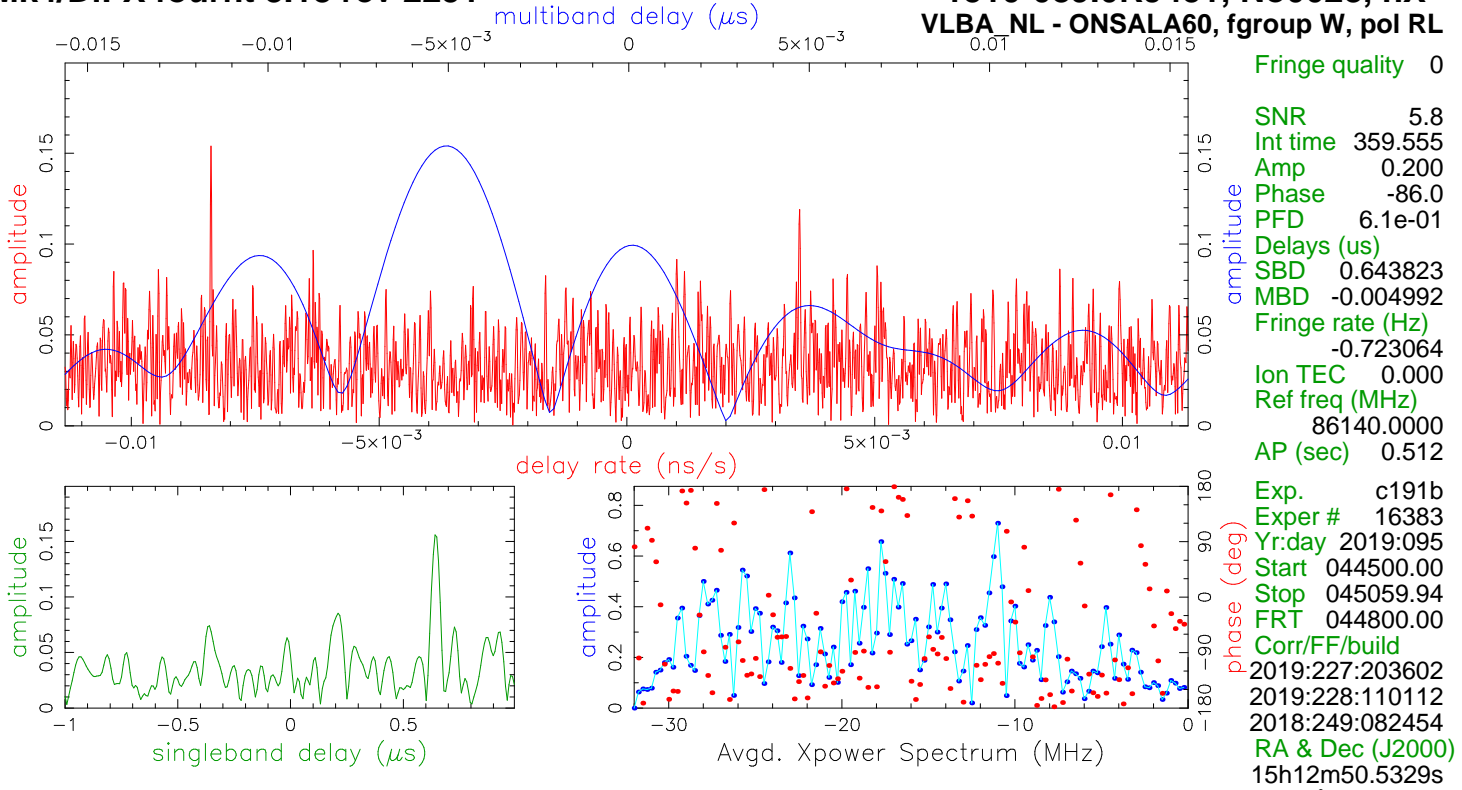 VLBA_NL - ONSALA60, fgroup W, pol RL
multiband delay (μs)
−0.015 −0.01 −5×10⁻³ 0 5×10⁻³ 0.01 0.015
amplitude
0 0.05 0.1 0.15
amplitude
0 0.05 0.1 0.15
−0.01 −5×10⁻³ 0 5×10⁻³ 0.01
delay rate (ns/s)
amplitude
0 0.05 0.1 0.15
−1 −0.5 0 0.5
singleband delay (μs)
amplitude
0 0.2 0.4 0.6 0.8
−30 −20 −10 0
Avgd. Xpower Spectrum (MHz)
phase (deg)
180 90 0 −90 −180
Fringe quality 0
SNR 5.8
Int time 359.555
Amp 0.200
Phase -86.0
PFD 6.1e-01
Delays (us)
SBD 0.643823
MBD -0.004992
Fringe rate (Hz)
-0.723064
Ion TEC 0.000
Ref freq (MHz)
86140.0000
AP (sec) 0.512
Exp. c191b
Exper # 16383
Yr:day 2019:095
Start 044500.00
Stop 045059.94
FRT 044800.00
Corr/FF/build
2019:227:203602
2019:228:110112
2018:249:082454
RA & Dec (J2000)
15h12m50.5329s